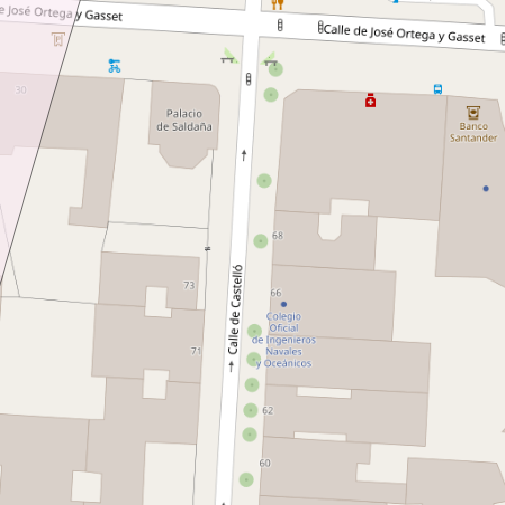 e José Ortega y Gasset
Calle de José Ortega y Gasset
30
Palacio
de Saldaña
Banco
Santander
68
73
66
Calle de Castelló
Colegio
Oficial
de Ingenieros
Navales
y Oceánicos
71
62
60